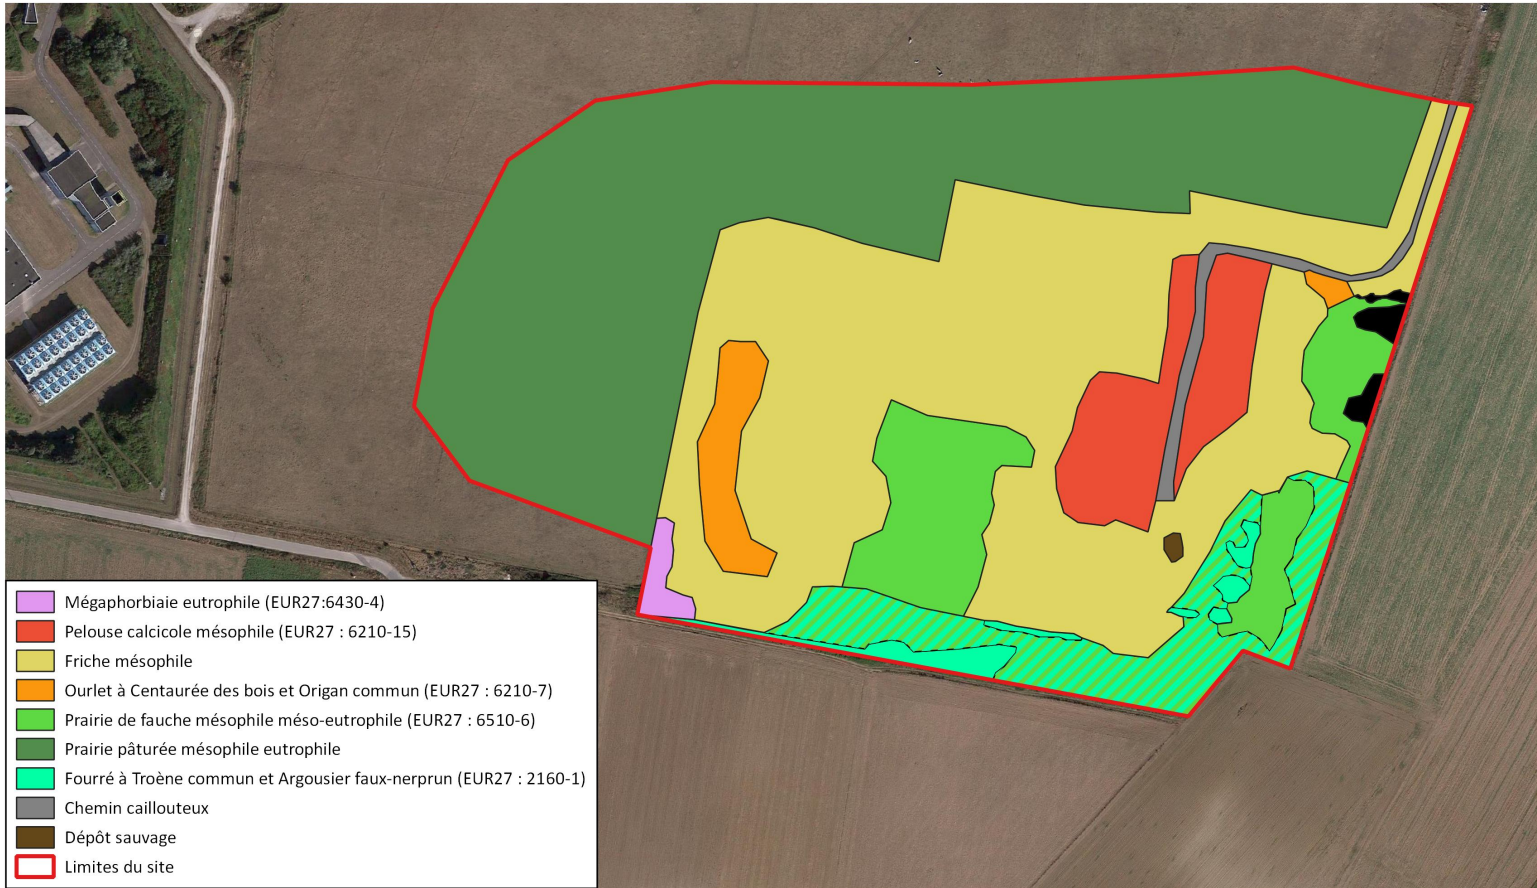 Mégaphorbiaie eutrophile (EUR27:6430-4)
Pelouse calcicole mésophile (EUR27 : 6210-15)
Friche mésophile
Ourlet à Centaurée des bois et Origan commun (EUR27 : 6210-7)
Prairie de fauche mésophile méso-eutrophile (EUR27 : 6510-6)
Prairie pâturée mésophile eutrophile
Fourré à Troène commun et Argousier faux-nerprun (EUR27 : 2160-1)
Chemin caillouteux
Dépôt sauvage
Limites du site